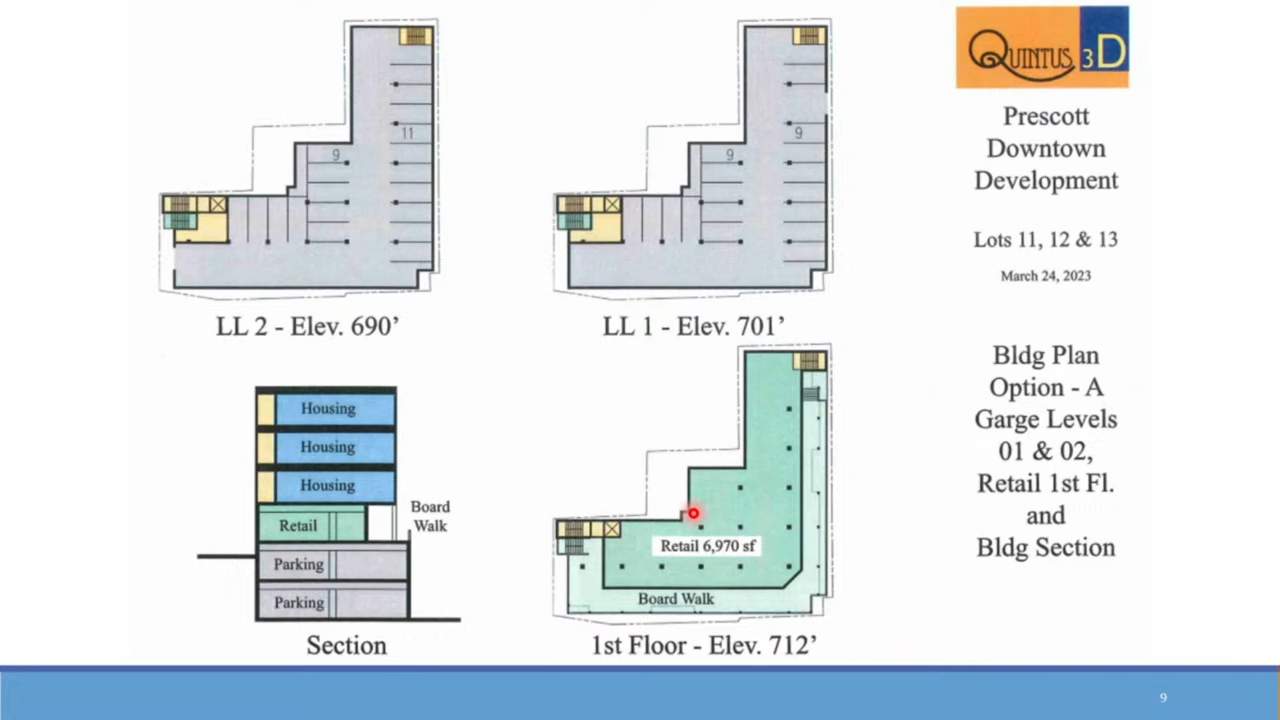 QUINTUS 3D
Prescott
Downtown
Development
Lots 11, 12 & 13
March 24, 2023
Bldg Plan
Option - A
Garge Levels
01 & 02,
Retail 1st Fl.
and
Bldg Section
11
9
LL 2 - Elev. 690’
9
9
LL 1 - Elev. 701’
Housing
Housing
Housing
Retail
Board
Walk
Parking
Parking
Section
Retail 6,970 sf
Board Walk
1st Floor - Elev. 712’
9